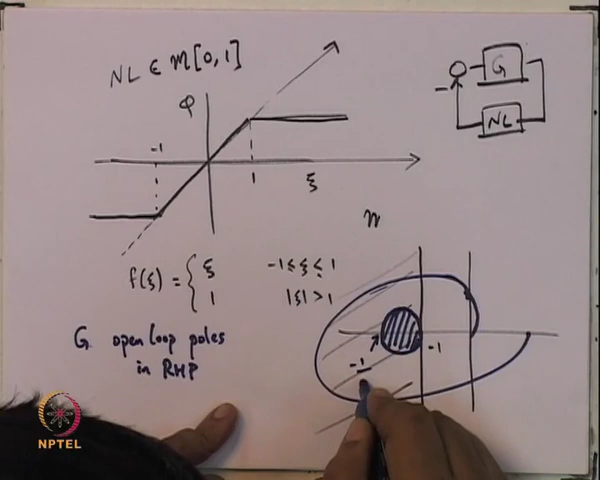 NL ∈ m[0,1]
φ
-1
1
ξ
G
-
NL
m
f(ξ) = { ξ -1 ≤ ξ ≤ 1
1 |ξ| > 1
G open loop poles
in RHP
-1
-1
NPTEL